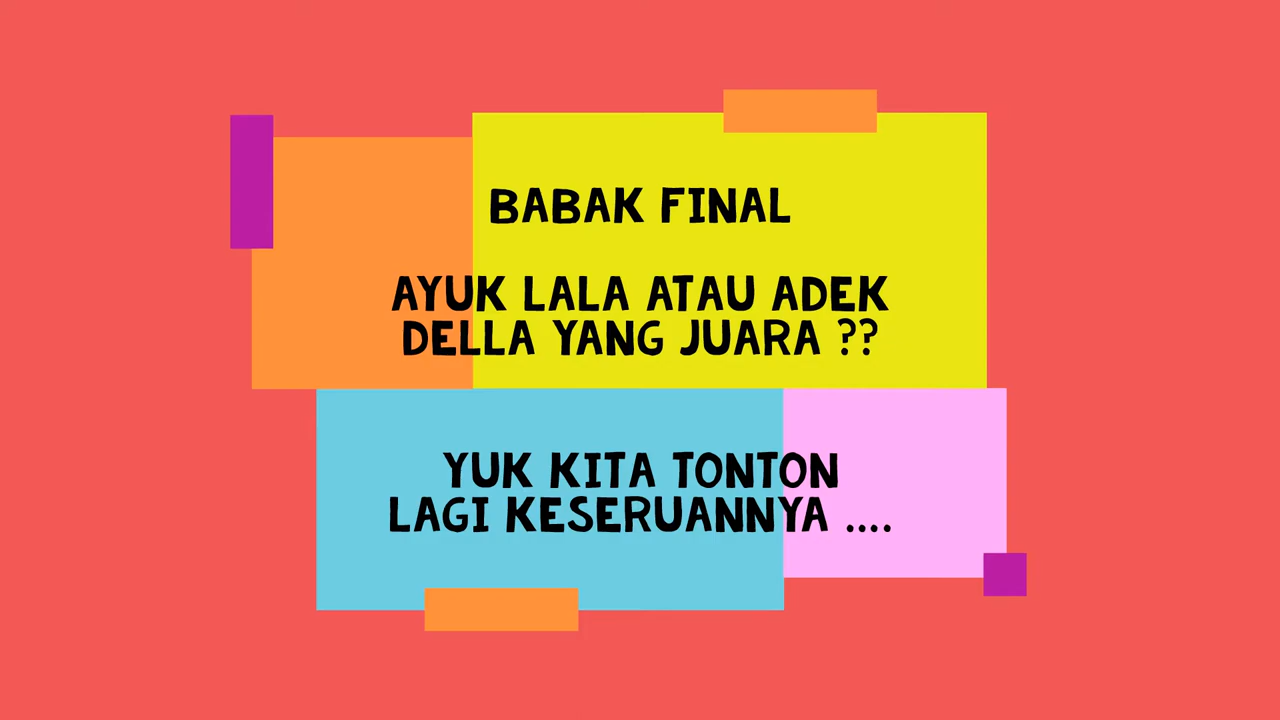 BABAK FINAL
AYUK LALA ATAU ADEK
DELLA YANG JUARA ??
YUK KITA TONTON
LAGI KESERUANNYA ....